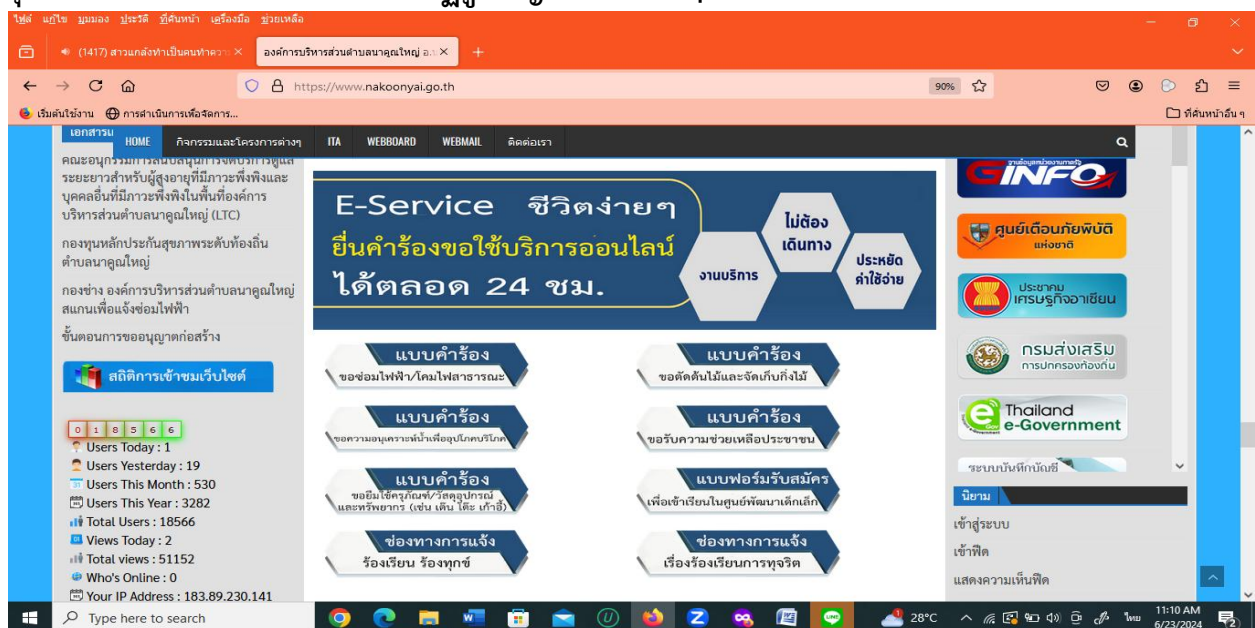 ไฟล์ แก้ไข มุมมอง ประวัติ ที่คั่นหน้า เครื่องมือ ช่วยเหลือ
(1417) สาวแกล้งทำเป็นคนทำความ
องค์การบริหารส่วนตำบลนาคูณใหญ่ อ.
https://www.nakoonyai.go.th
90%
เริ่มต้นใช้งาน
การดำเนินการเพื่อจัดการ...
ที่คั่นหน้าอื่น ๆ
HOME กิจกรรมและโครงการต่างๆ ITA WEBBOARD WEBMAIL ติดต่อเรา
คณะอนุกรรมการสนับสนุนการจัดบริการดูแล
ระยะยาวสำหรับผู้สูงอายุที่มีภาวะพึ่งพิงและ
บุคคลอื่นที่มีภาวะพึ่งพิงในพื้นที่องค์การ
บริหารส่วนตำบลนาคูณใหญ่ (LTC)
กองทุนหลักประกันสุขภาพระดับท้องถิ่น
ตำบลนาคูณใหญ่
กองช่าง องค์การบริหารส่วนตำบลนาคูณใหญ่
สแกนเพื่อแจ้งซ่อมไฟฟ้า
ขั้นตอนการขออนุญาตก่อสร้าง
สถิติการเข้าชมเว็บไซต์
0 1 8 5 6 6
Users Today : 1
Users Yesterday : 19
Users This Month : 530
Users This Year : 3282
Total Users : 18566
Views Today : 2
Total views : 51152
Who's Online : 0
Your IP Address : 183.89.230.141
E-Service ชีวิตง่ายๆ
ยื่นคำร้องขอใช้บริการออนไลน์
ได้ตลอด 24 ชม.
งานบริการ
ไม่ต้อง
เดินทาง
ประหยัด
ค่าใช้จ่าย
แบบคำร้อง
ขอซ่อมไฟฟ้า/โคมไฟสาธารณะ
แบบคำร้อง
ขอตัดต้นไม้และจัดเก็บกิ่งไม้
แบบคำร้อง
ขอความอนุเคราะห์น้ำเพื่ออุปโภคบริโภค
แบบคำร้อง
ขอรับความช่วยเหลือประชาชน
แบบคำร้อง
ขอยืมใช้ครุภัณฑ์/วัสดุอุปกรณ์
และทรัพยากร (เช่น เต็น โต๊ะ เก้าอี้)
แบบฟอร์มรับสมัคร
เพื่อเข้าเรียนในศูนย์พัฒนาเด็กเล็ก
ช่องทางการแจ้ง
ร้องเรียน ร้องทุกข์
ช่องทางการแจ้ง
เรื่องร้องเรียนการทุจริต
GINFO
ศูนย์เตือนภัยพิบัติ
แห่งชาติ
ประชาคม
เศรษฐกิจอาเซียน
กรมส่งเสริม
การปกครองท้องถิ่น
Thailand
e-Government
ระบบบันทึกบัญชี
นิยาม
เข้าสู่ระบบ
เข้าฟีด
แสดงความเห็นฟีด
Type here to search
28°C
ไทย
11:10 AM
6/23/2024